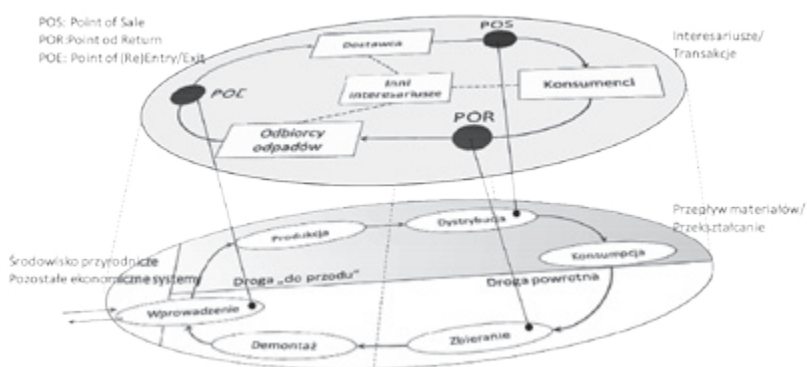 POS: Point of Sale
POR:Point od Return
POE: Point of (Re)Entry/Exit
Interesariusze/
Transakcje
POS
Dostawca
Inni
interesariusze
Konsumenci
POE
POR
Odbiorcy
odpadów
Przepływ materiałów/
Przekształcanie
Dystrybucja
Produkcja
Konsumpcja
Środowisko przyrodnicze
Pozostałe ekonomiczne systemy
Droga „do przodu"
Droga powrotna
Wprowadzenie
Zbieranie
Demontaż